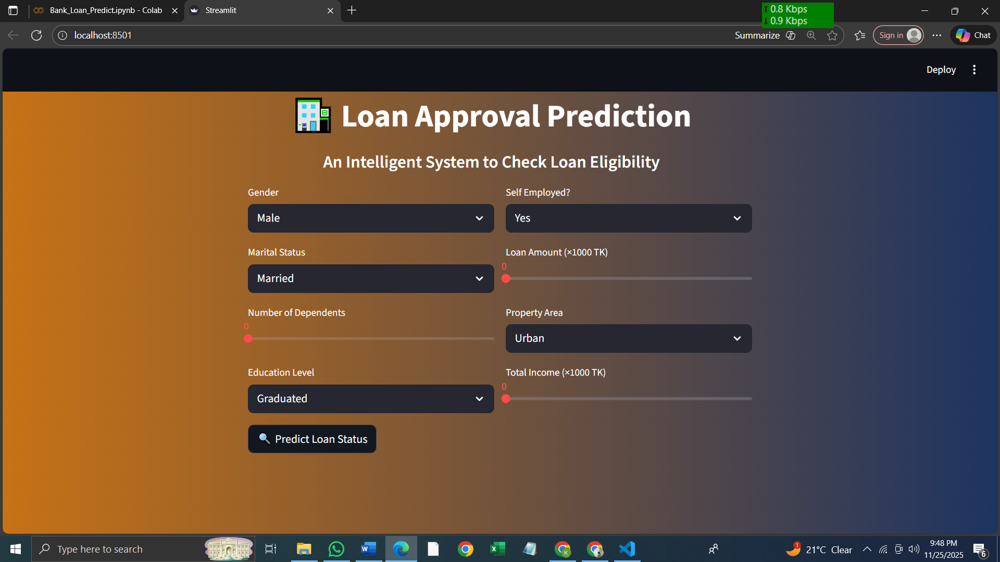 Bank_Loan_Predict.ipynb - Colab
Streamlit
0.8 Kbps
0.9 Kbps
localhost:8501
Summarize
Sign in
Chat
Deploy
B
Loan Approval Prediction
An Intelligent System to Check Loan Eligibility
Gender
Self Employed?
Male
Yes
Marital Status
Loan Amount (×1000 TK)
0
Married
Number of Dependents
Property Area
0
Urban
Education Level
Total Income (×1000 TK)
0
Graduated
Predict Loan Status
Type here to search
W
X
K
1
21°C Clear
9:48 PM
11/25/2025
6